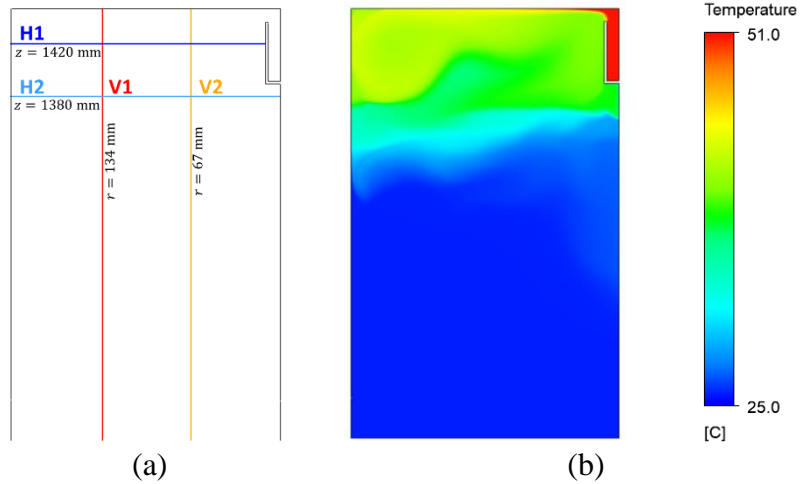 H1
z = 1420 mm
H2 V1 V2
z = 1380 mm
r = 134 mm
r = 67 mm
(a)
(b)
Temperature
51.0
25.0
[C]